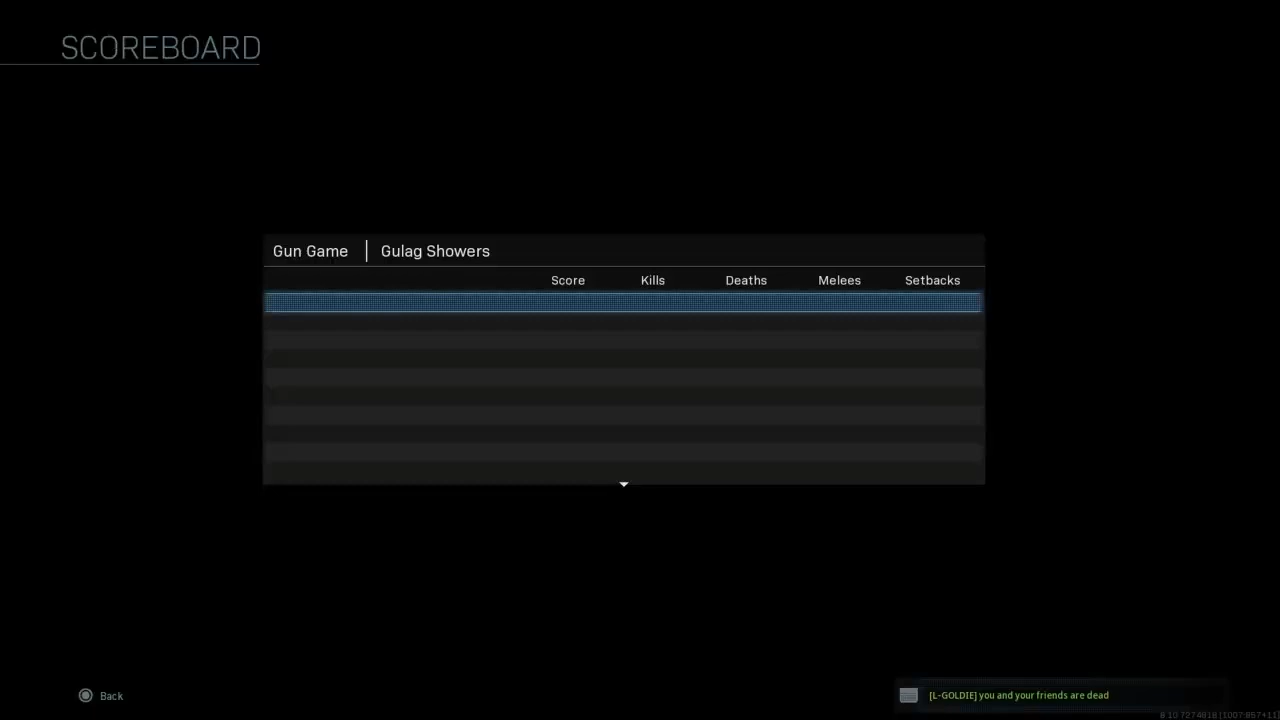 SCOREBOARD
Gun Game | Gulag Showers
Score Kills Deaths Melees Setbacks
Back
[L-GOLDIE] you and your friends are dead